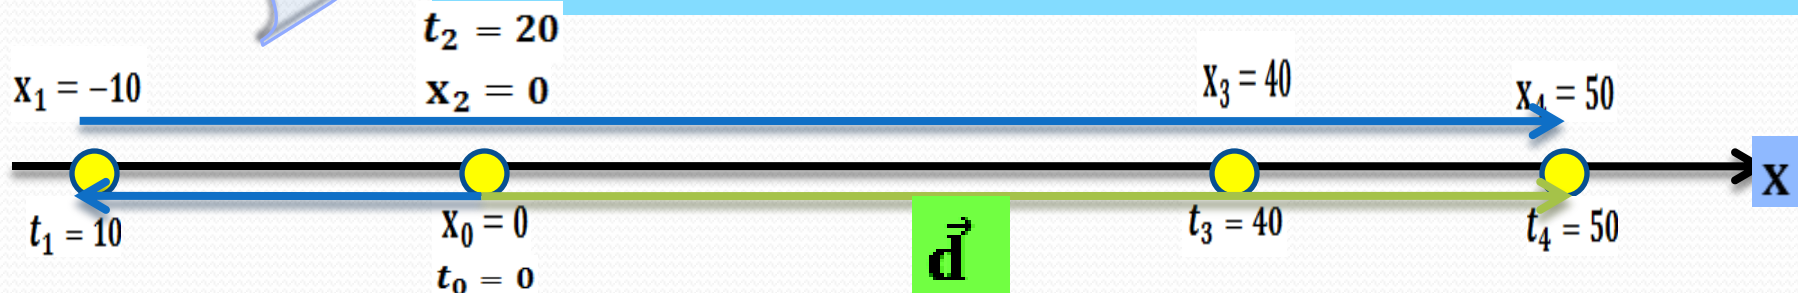 t₂ = 20
x₁ = −10
x₂ = 0
x₃ = 40
x₄ = 50
x
t₁ = 10
x₀ = 0
t₃ = 40
t₄ = 50
t₀ = 0
d⃗